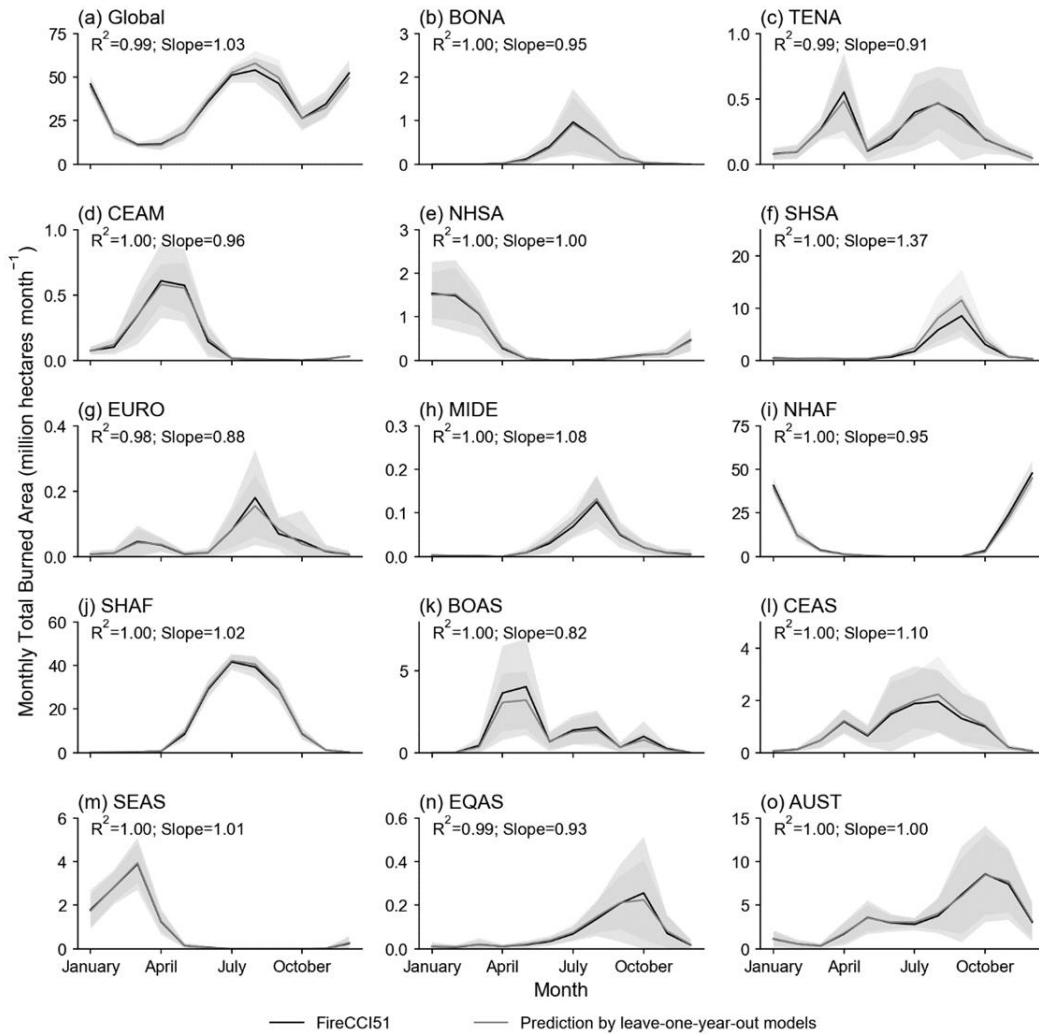 (a) Global
R²=0.99; Slope=1.03
75
50
25
0
(b) BONA
R²=1.00; Slope=0.95
3
2
1
0
(c) TENA
R²=0.99; Slope=0.91
1.0
0.5
0.0
(d) CEAM
R²=1.00; Slope=0.96
1.0
0.5
0.0
(e) NHSA
R²=1.00; Slope=1.00
3
2
1
0
(f) SHSA
R²=1.00; Slope=1.37
20
10
0
Monthly Total Burned Area (million hectares month⁻¹)
(g) EURO
R²=0.98; Slope=0.88
0.4
0.2
0.0
(h) MIDE
R²=1.00; Slope=1.08
0.3
0.2
0.1
0.0
(i) NHAF
R²=1.00; Slope=0.95
75
50
25
0
(j) SHAF
R²=1.00; Slope=1.02
60
40
20
0
(k) BOAS
R²=1.00; Slope=0.82
5
0
(l) CEAS
R²=1.00; Slope=1.10
4
2
0
(m) SEAS
R²=1.00; Slope=1.01
6
4
2
0
January April July October
(n) EQAS
R²=0.99; Slope=0.93
0.6
0.4
0.2
0.0
January April July October
(o) AUST
R²=1.00; Slope=1.00
15
10
5
0
January April July October
Month
FireCCI51
Prediction by leave-one-year-out models